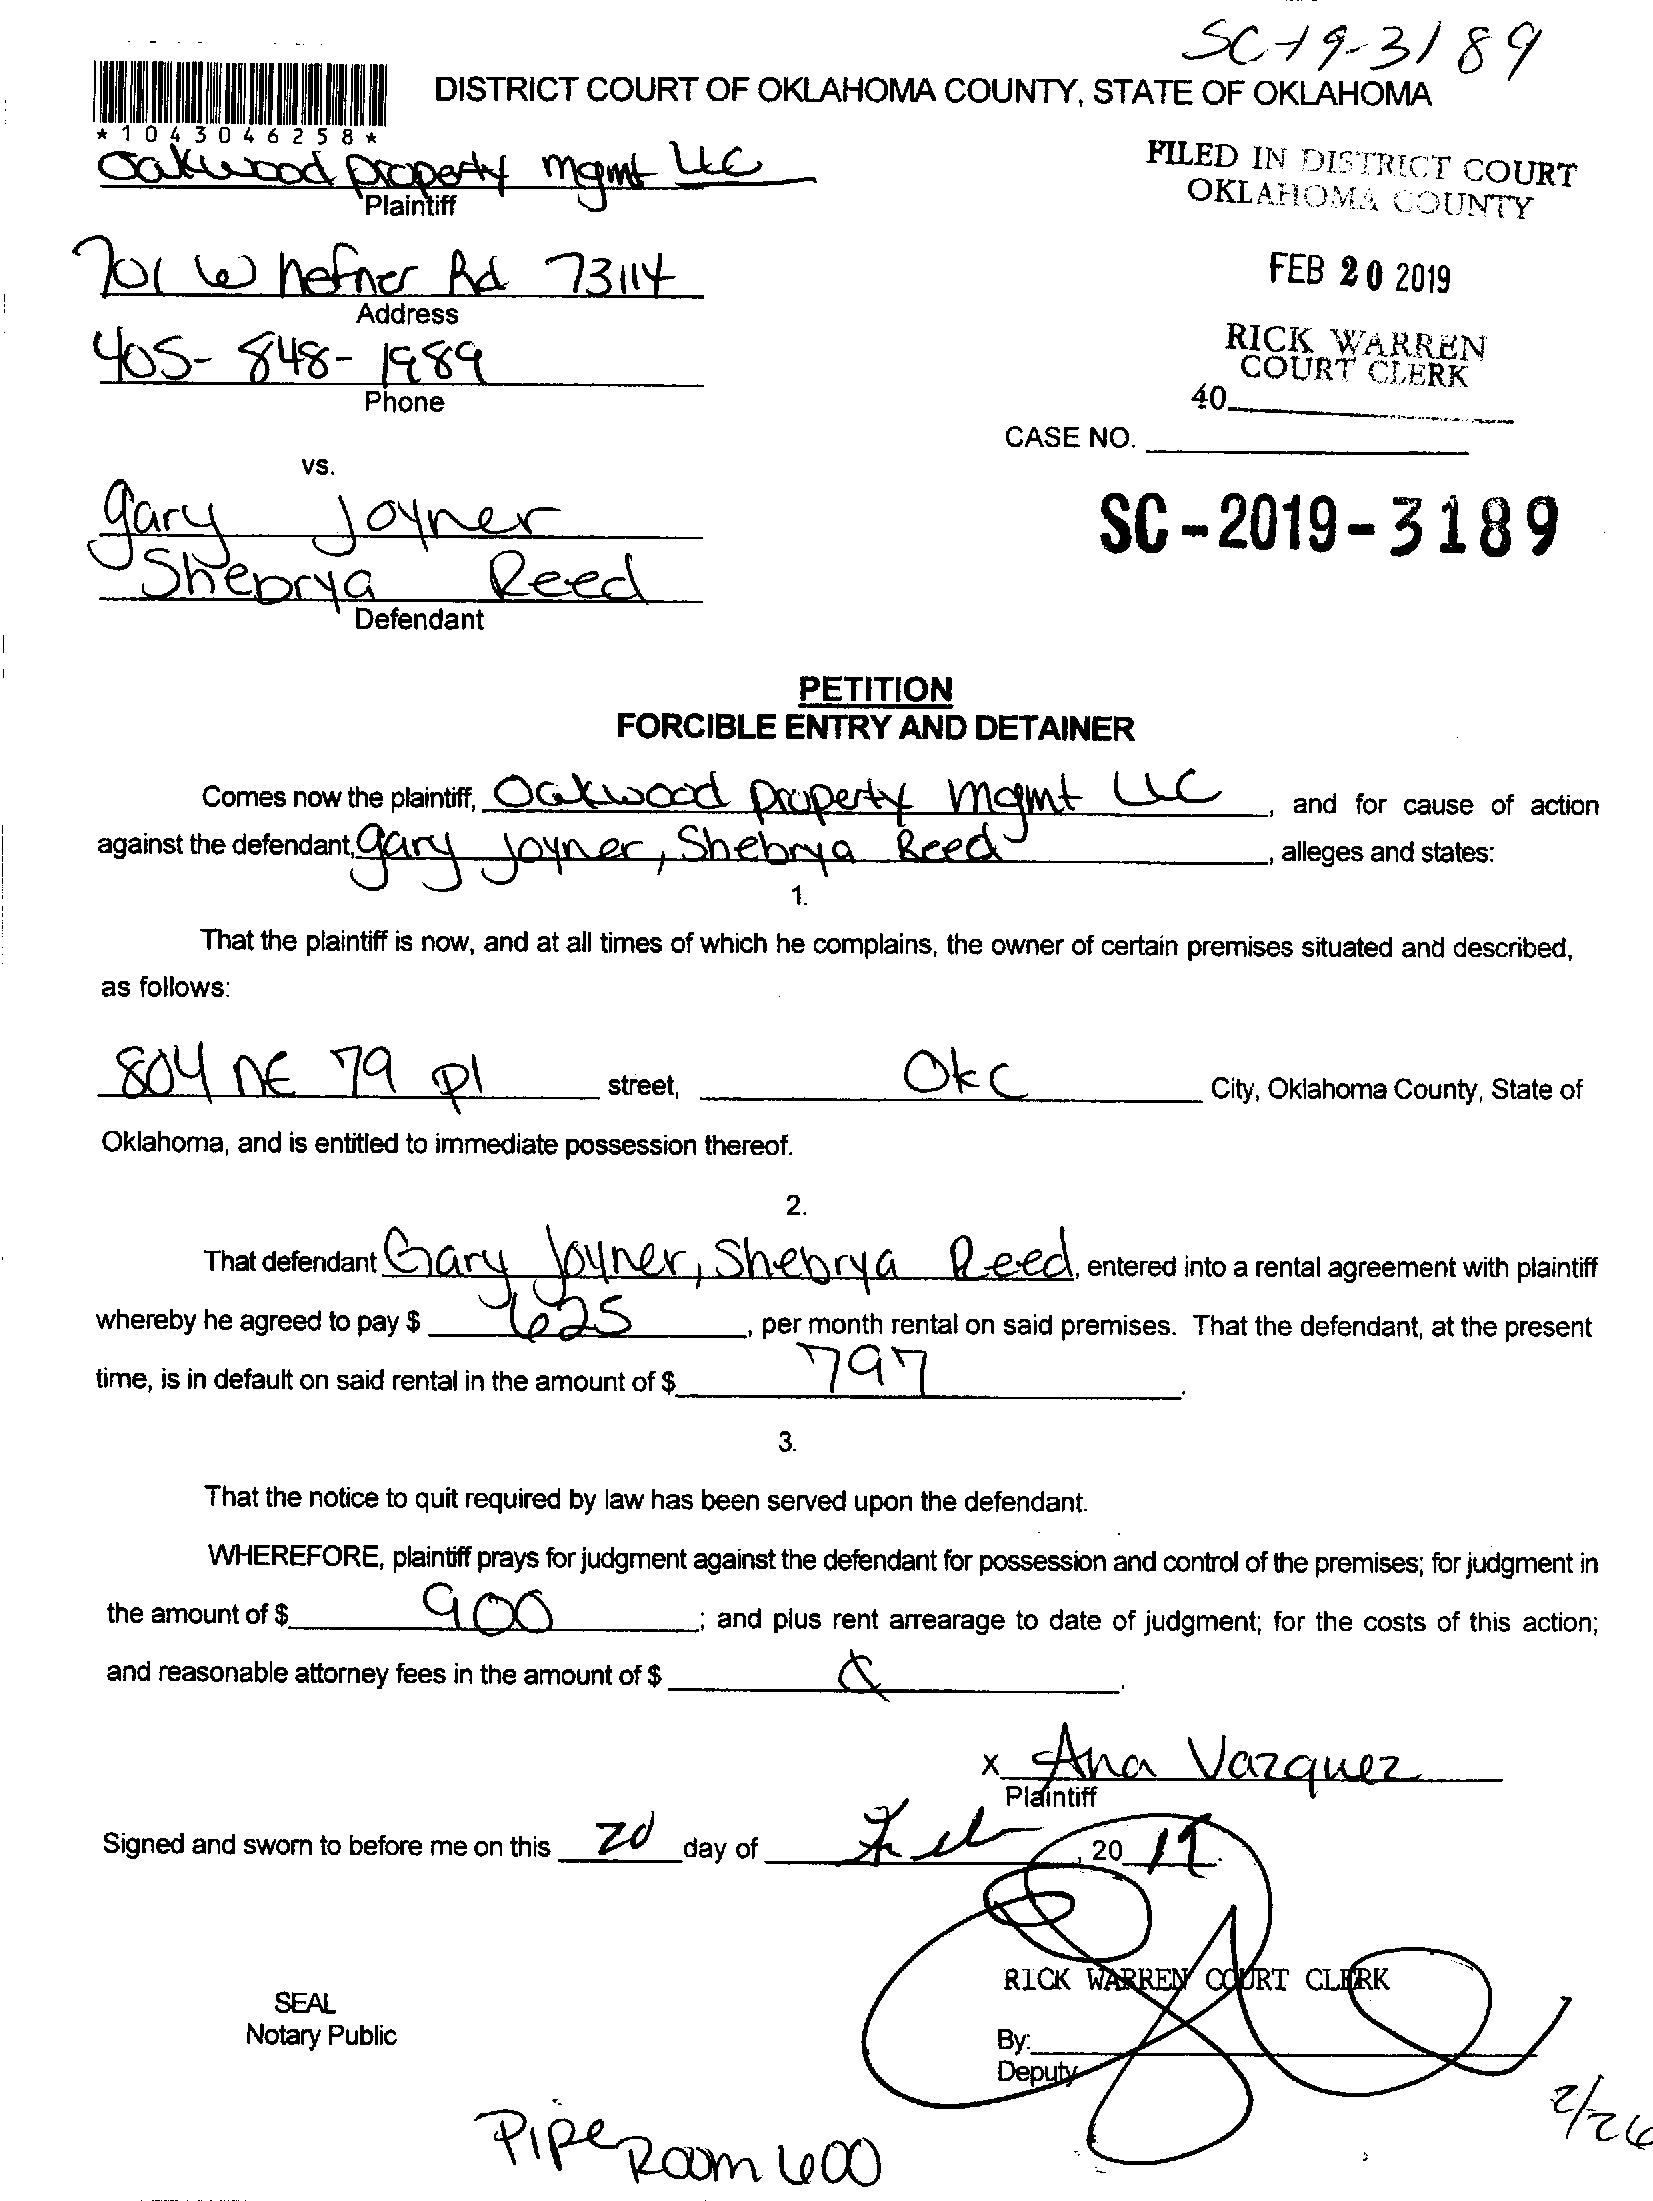 SC-19-3189
DISTRICT COURT OF OKLAHOMA COUNTY, STATE OF OKLAHOMA
*1043046258*
Oakwood property mgmt LLC
Plaintiff
FILED IN DISTRICT COURT
OKLAHOMA COUNTY
701 W hefner Rd 73114
Address
FEB 20 2019
405-848-1989
Phone
RICK WARREN
COURT CLERK
40
CASE NO.
vs.
gary Joyner
SC-2019-3189
Shebrya Reed
Defendant
PETITION
FORCIBLE ENTRY AND DETAINER
Comes now the plaintiff, Oakwood property mgmt LLC, and for cause of action
against the defendant, gary joyner, Shebrya Reed, alleges and states:
1.
That the plaintiff is now, and at all times of which he complains, the owner of certain premises situated and described,
as follows:
804 NE 79 pl street, OKC City, Oklahoma County, State of
Oklahoma, and is entitled to immediate possession thereof.
2.
That defendant Gary Joyner, Shebrya Reed, entered into a rental agreement with plaintiff
whereby he agreed to pay $ 625, per month rental on said premises. That the defendant, at the present
time, is in default on said rental in the amount of $ 797.
3.
That the notice to quit required by law has been served upon the defendant.
WHEREFORE, plaintiff prays for judgment against the defendant for possession and control of the premises; for judgment in
the amount of $ 900; and plus rent arrearage to date of judgment; for the costs of this action;
and reasonable attorney fees in the amount of $ .
x Ana Vazquez
Plaintiff
Signed and sworn to before me on this 20 day of Feb, 20 19.
RICK WARREN COURT CLERK
SEAL
Notary Public
By:
Deputy
2/26
Piper
Room 600